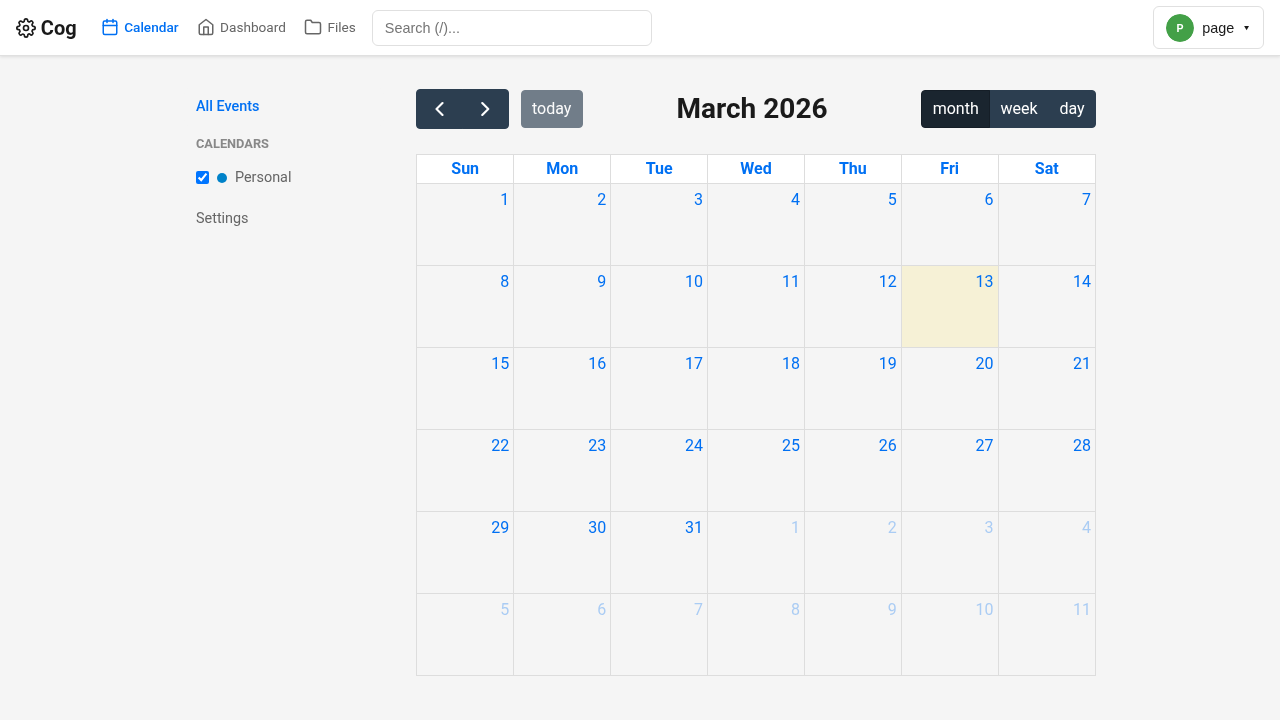 Cog Calendar Dashboard Files Search (/)... P page ▾
All Events
CALENDARS
Personal
Settings
today March 2026 month week day
Sun Mon Tue Wed Thu Fri Sat
1 2 3 4 5 6 7
8 9 10 11 12 13 14
15 16 17 18 19 20 21
22 23 24 25 26 27 28
29 30 31 1 2 3 4
5 6 7 8 9 10 11